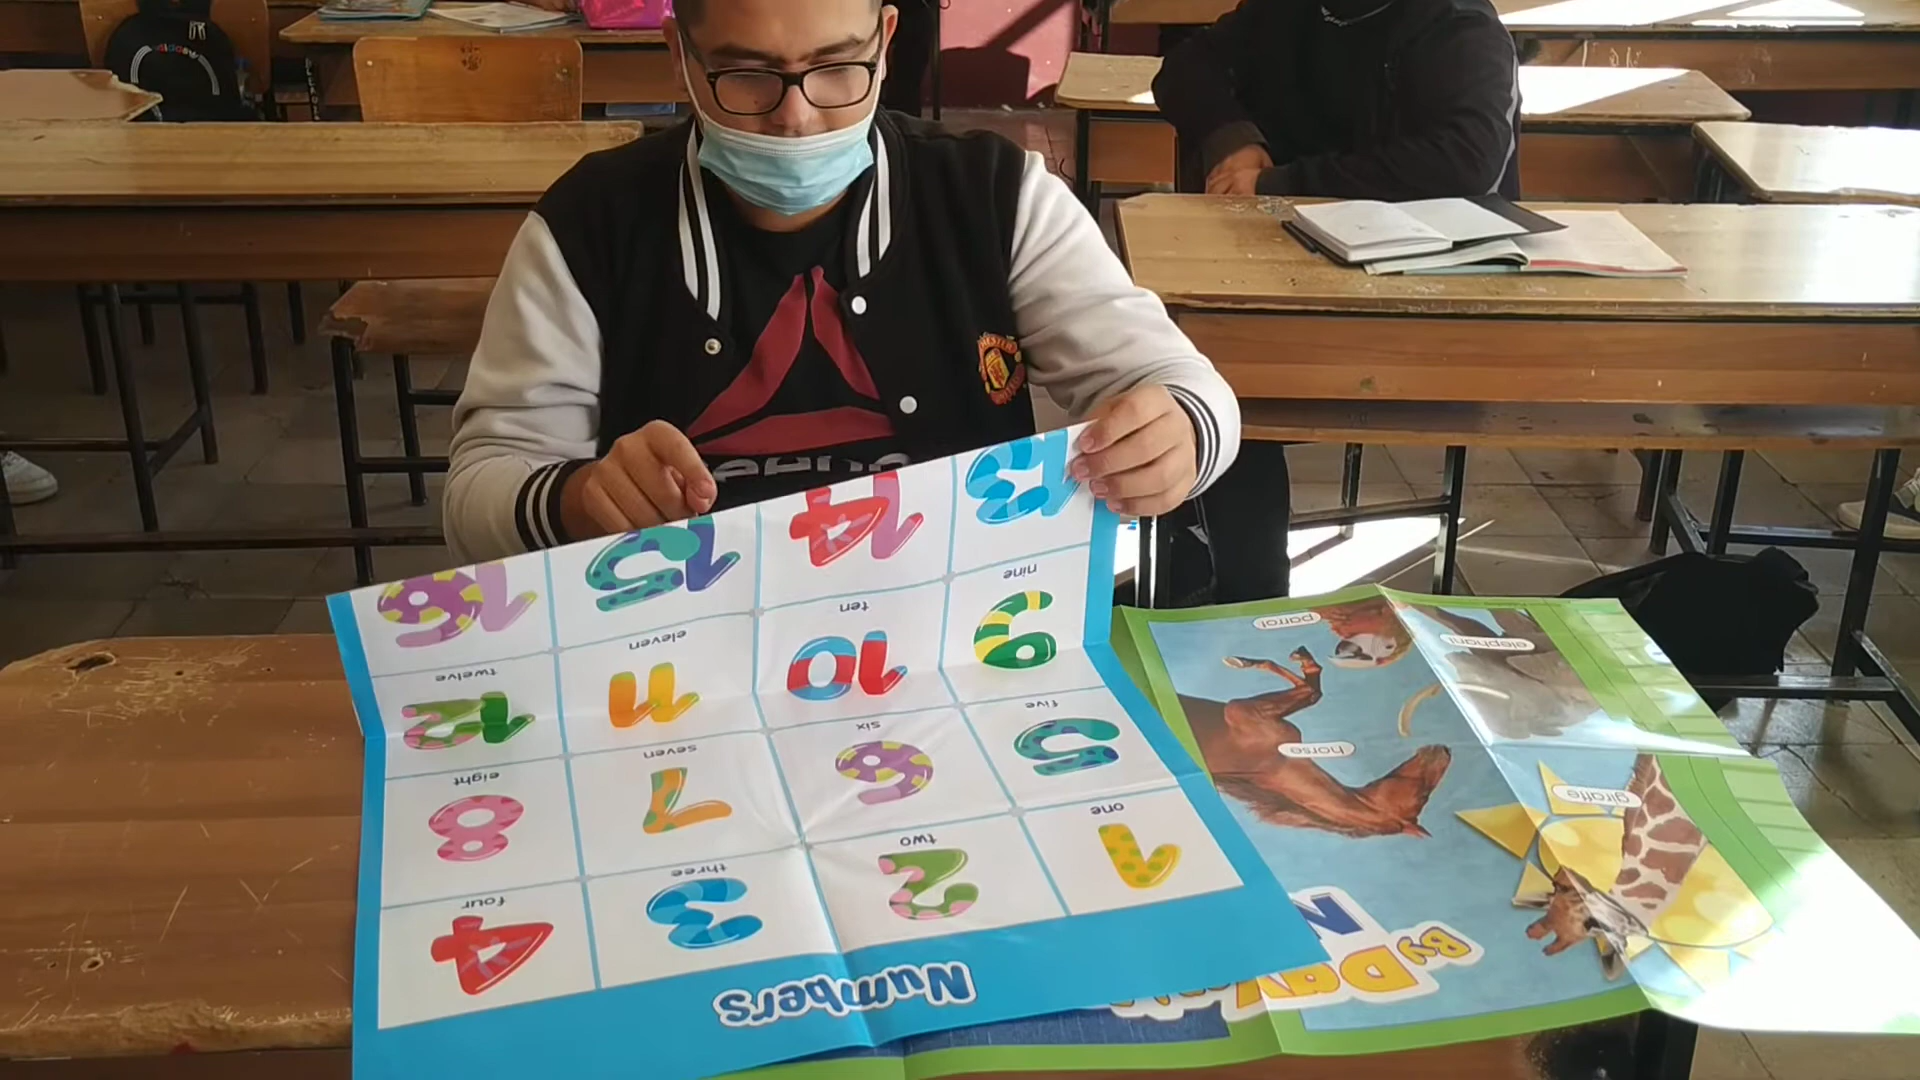 Numbers
1
one
2
two
3
three
4
four
5
five
6
six
7
seven
8
eight
9
nine
10
ten
11
eleven
12
twelve
13
14
15
16
parrot
elephant
horse
giraffe
By Day
adidas